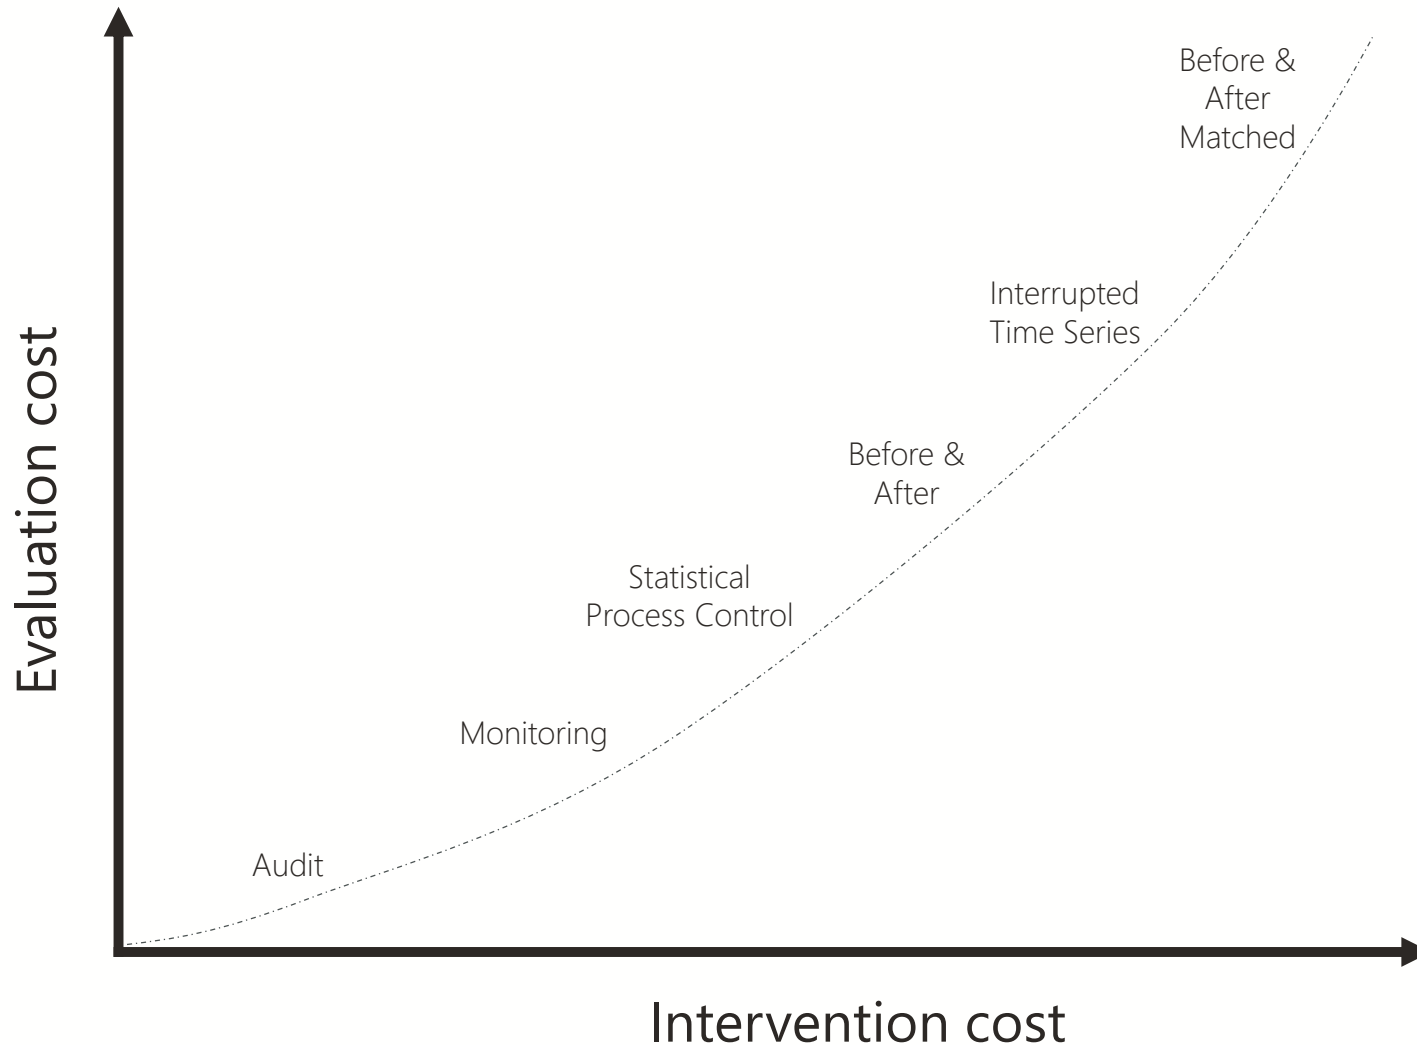 Before &
After
Matched
Interrupted
Time Series
Before &
After
Statistical
Process Control
Monitoring
Audit
Evaluation cost
Intervention cost